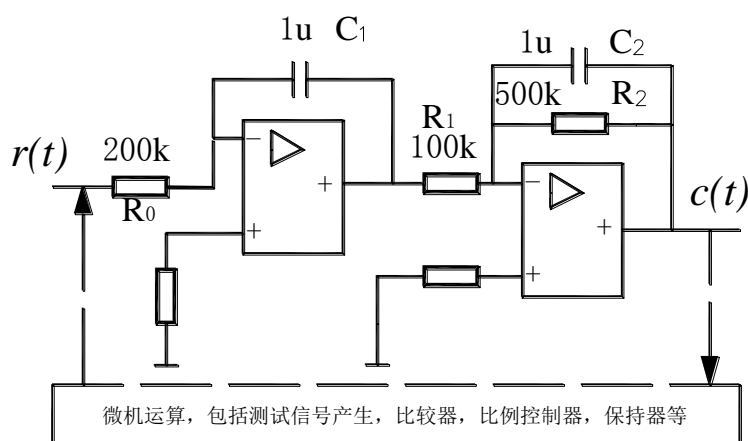 1u C₁
1u C₂
500k R₂
R₁
r(t) 200k 100k
R₀
c(t)
− + +
− + +
微机运算，包括测试信号产生，比较器，比例控制器，保持器等